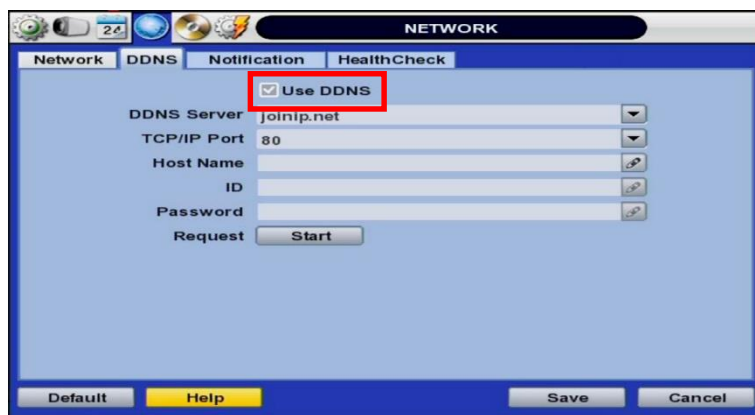 24
NETWORK
Network DDNS Notification HealthCheck
Use DDNS
DDNS Server joinip.net
TCP/IP Port 80
Host Name
ID
Password
Request Start
Default Help Save Cancel